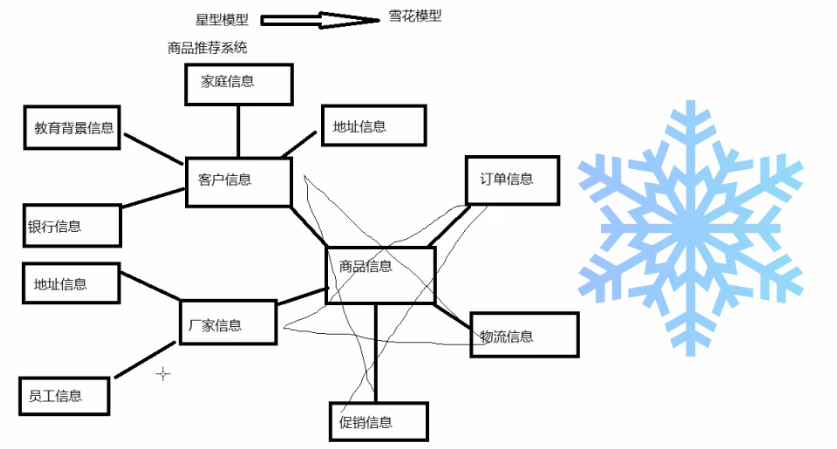 星型模型
雪花模型
商品推荐系统
家庭信息
教育背景信息
地址信息
客户信息
订单信息
银行信息
商品信息
地址信息
厂家信息
物流信息
员工信息
促销信息